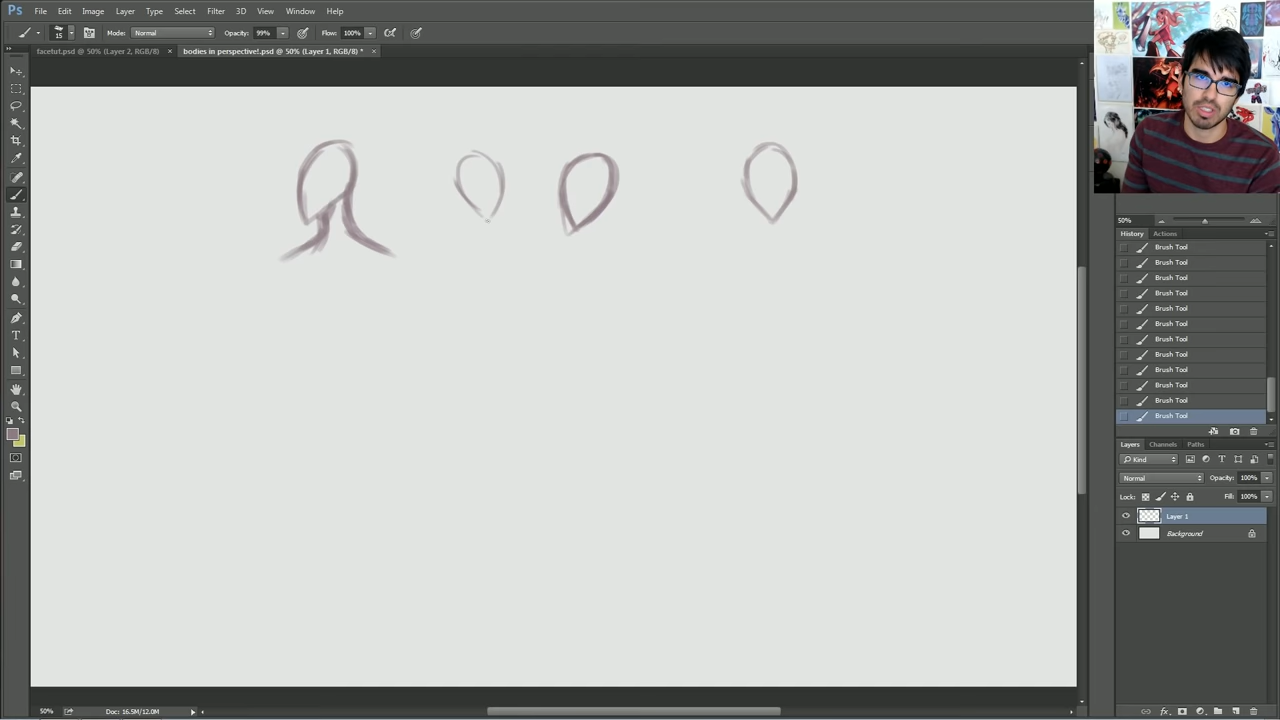 Ps File Edit Image Layer Type Select Filter 3D View Window Help
15 Mode: Normal Opacity: 99% Flow: 100%
facetut.psd @ 50% (Layer 2, RGB/8) × bodies in perspective!.psd @ 50% (Layer 1, RGB/8) * ×
50%
History Actions
Brush Tool
Brush Tool
Brush Tool
Brush Tool
Brush Tool
Brush Tool
Brush Tool
Brush Tool
Brush Tool
Brush Tool
Brush Tool
Brush Tool
Layers Channels Paths
Kind
Normal Opacity: 100%
Lock: Fill: 100%
Layer 1
Background
50% Doc: 16.5M/12.0M